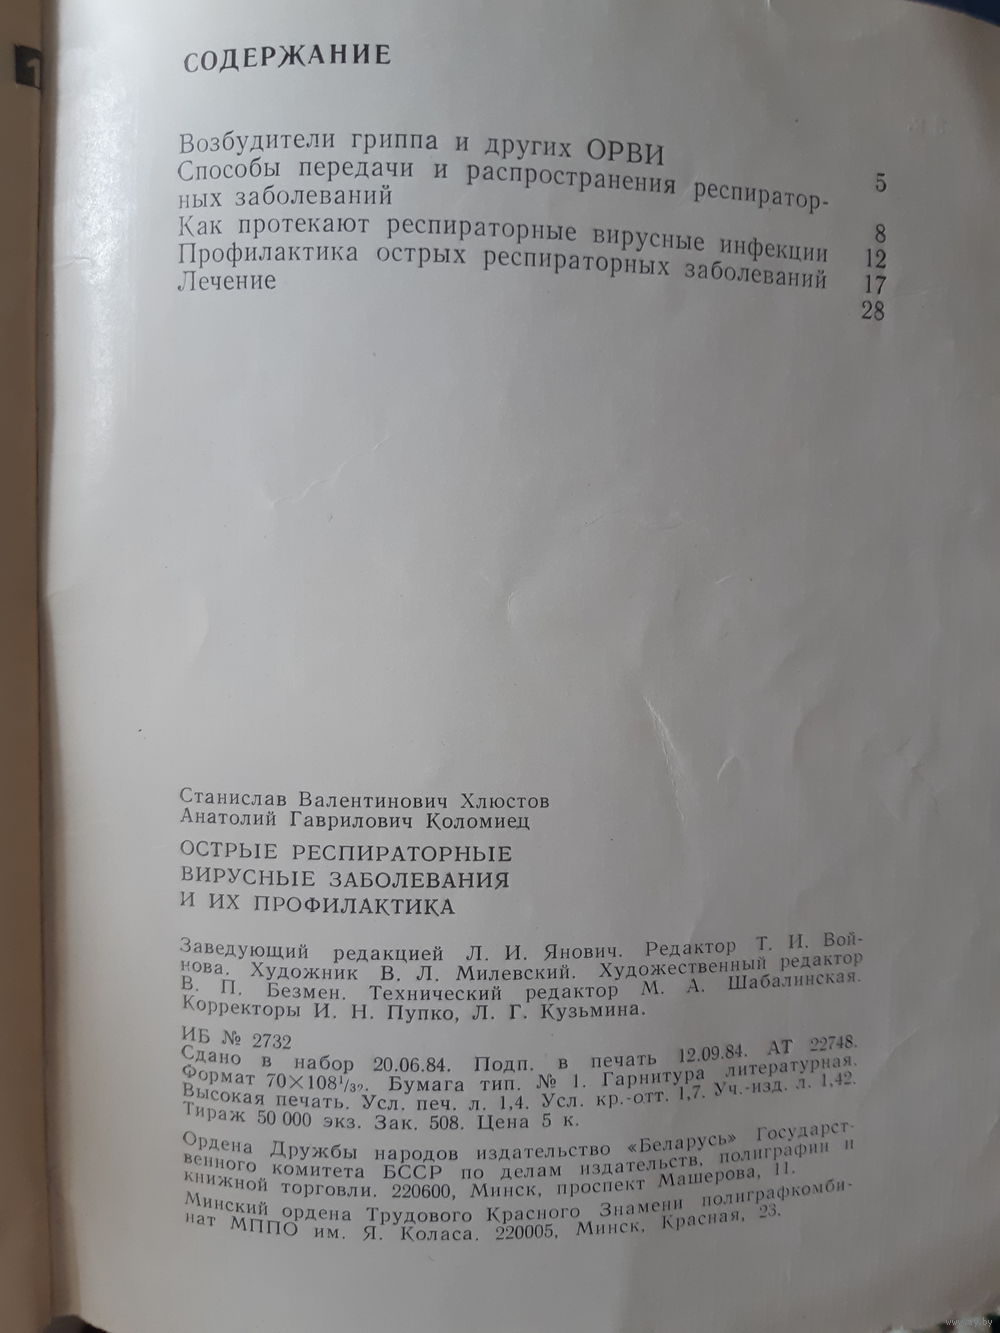 СОДЕРЖАНИЕ
Возбудители гриппа и других ОРВИ 5
Способы передачи и распространения респиратор-
ных заболеваний 8
Как протекают респираторные вирусные инфекции 12
Профилактика острых респираторных заболеваний 17
Лечение 28
Станислав Валентинович Хлюстов
Анатолий Гаврилович Коломиец
ОСТРЫЕ РЕСПИРАТОРНЫЕ
ВИРУСНЫЕ ЗАБОЛЕВАНИЯ
И ИХ ПРОФИЛАКТИКА
Заведующий редакцией Л. И. Янович. Редактор Т. И. Вой-
нова. Художник В. Л. Милевский. Художественный редактор
В. П. Безмен. Технический редактор М. А. Шабалинская.
Корректоры И. Н. Пупко, Л. Г. Кузьмина.
ИБ № 2732
Сдано в набор 20.06.84. Подп. в печать 12.09.84. АТ 22748.
Формат 70×108¹/₃₂. Бумага тип. № 1. Гарнитура литературная.
Высокая печать. Усл. печ. л. 1,4. Усл. кр.-отт. 1,7. Уч.-изд. л. 1,42.
Тираж 50 000 экз. Зак. 508. Цена 5 к.
Ордена Дружбы народов издательство «Беларусь» Государст-
венного комитета БССР по делам издательств, полиграфии и
книжной торговли. 220600, Минск, проспект Машерова, 11.
Минский ордена Трудового Красного Знамени полиграфкомби-
нат МППО им. Я. Коласа. 220005, Минск, Красная, 23.
www.ay.by